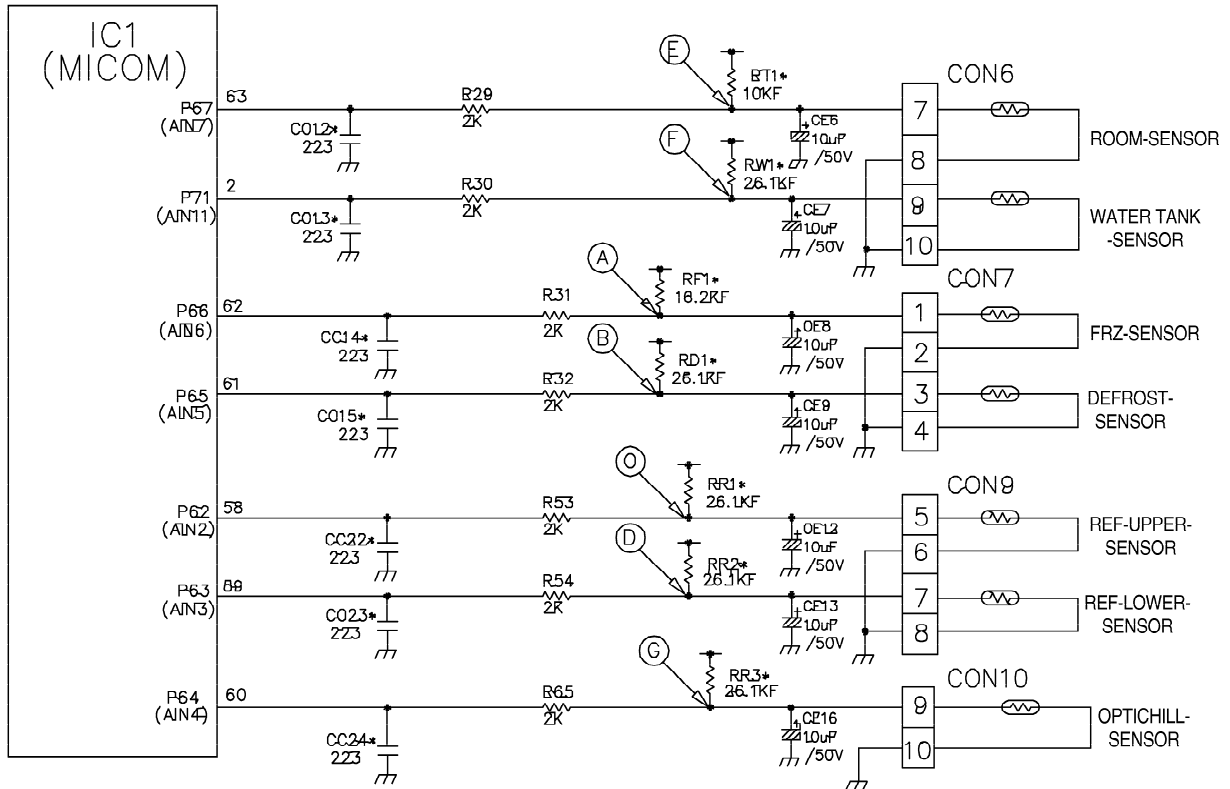 IC1
(MICOM)
CON6
E
RT1*
10KF
P67
(AIN7)
63
CC12*
223
R29
2K
CE6
10uF
/50V
7
8
ROOM-SENSOR
F
RW1*
26.1KF
P71
(AIN11)
2
CC13*
223
R30
2K
CE7
10uF
/50V
9
10
WATER TANK
-SENSOR
CON7
A
RF1*
16.2KF
P66
(AIN6)
62
CC14*
223
R31
2K
CE8
10uF
/50V
1
2
FRZ-SENSOR
B
RD1*
26.1KF
P65
(AIN5)
61
CC15*
223
R32
2K
CE9
10uF
/50V
3
4
DEFROST-
SENSOR
CON9
RR1*
26.1KF
P62
(AIN2)
58
CC22*
223
R53
2K
CE12
10uF
/50V
5
6
REF-UPPER-
SENSOR
D
RR2*
26.1KF
P63
(AIN3)
CC23*
223
R54
2K
CE13
10uF
/50V
7
8
REF-LOWER-
SENSOR
CON10
G
RR3*
26.1KF
P64
(AIN4)
60
CC24*
223
R65
2K
CE16
10uF
/50V
9
10
OPTICHILL-
SENSOR